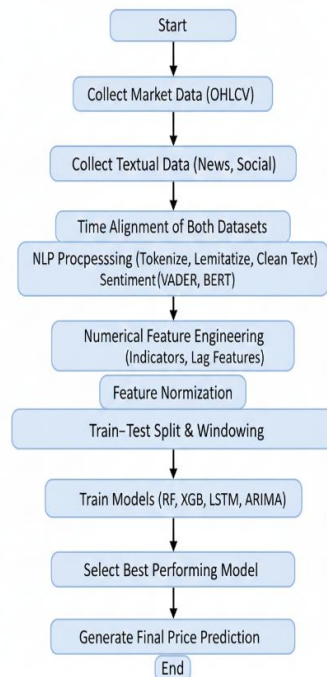 Start
Collect Market Data (OHLCV)
Collect Textual Data (News, Social)
Time Alignment of Both Datasets
NLP Procpesssing (Tokenize, Lemitatize, Clean Text)
Sentiment (VADER, BERT)
Numerical Feature Engineering
(Indicators, Lag Features)
Feature Normization
Train–Test Split & Windowing
Train Models (RF, XGB, LSTM, ARIMA)
Select Best Performing Model
Generate Final Price Prediction
End